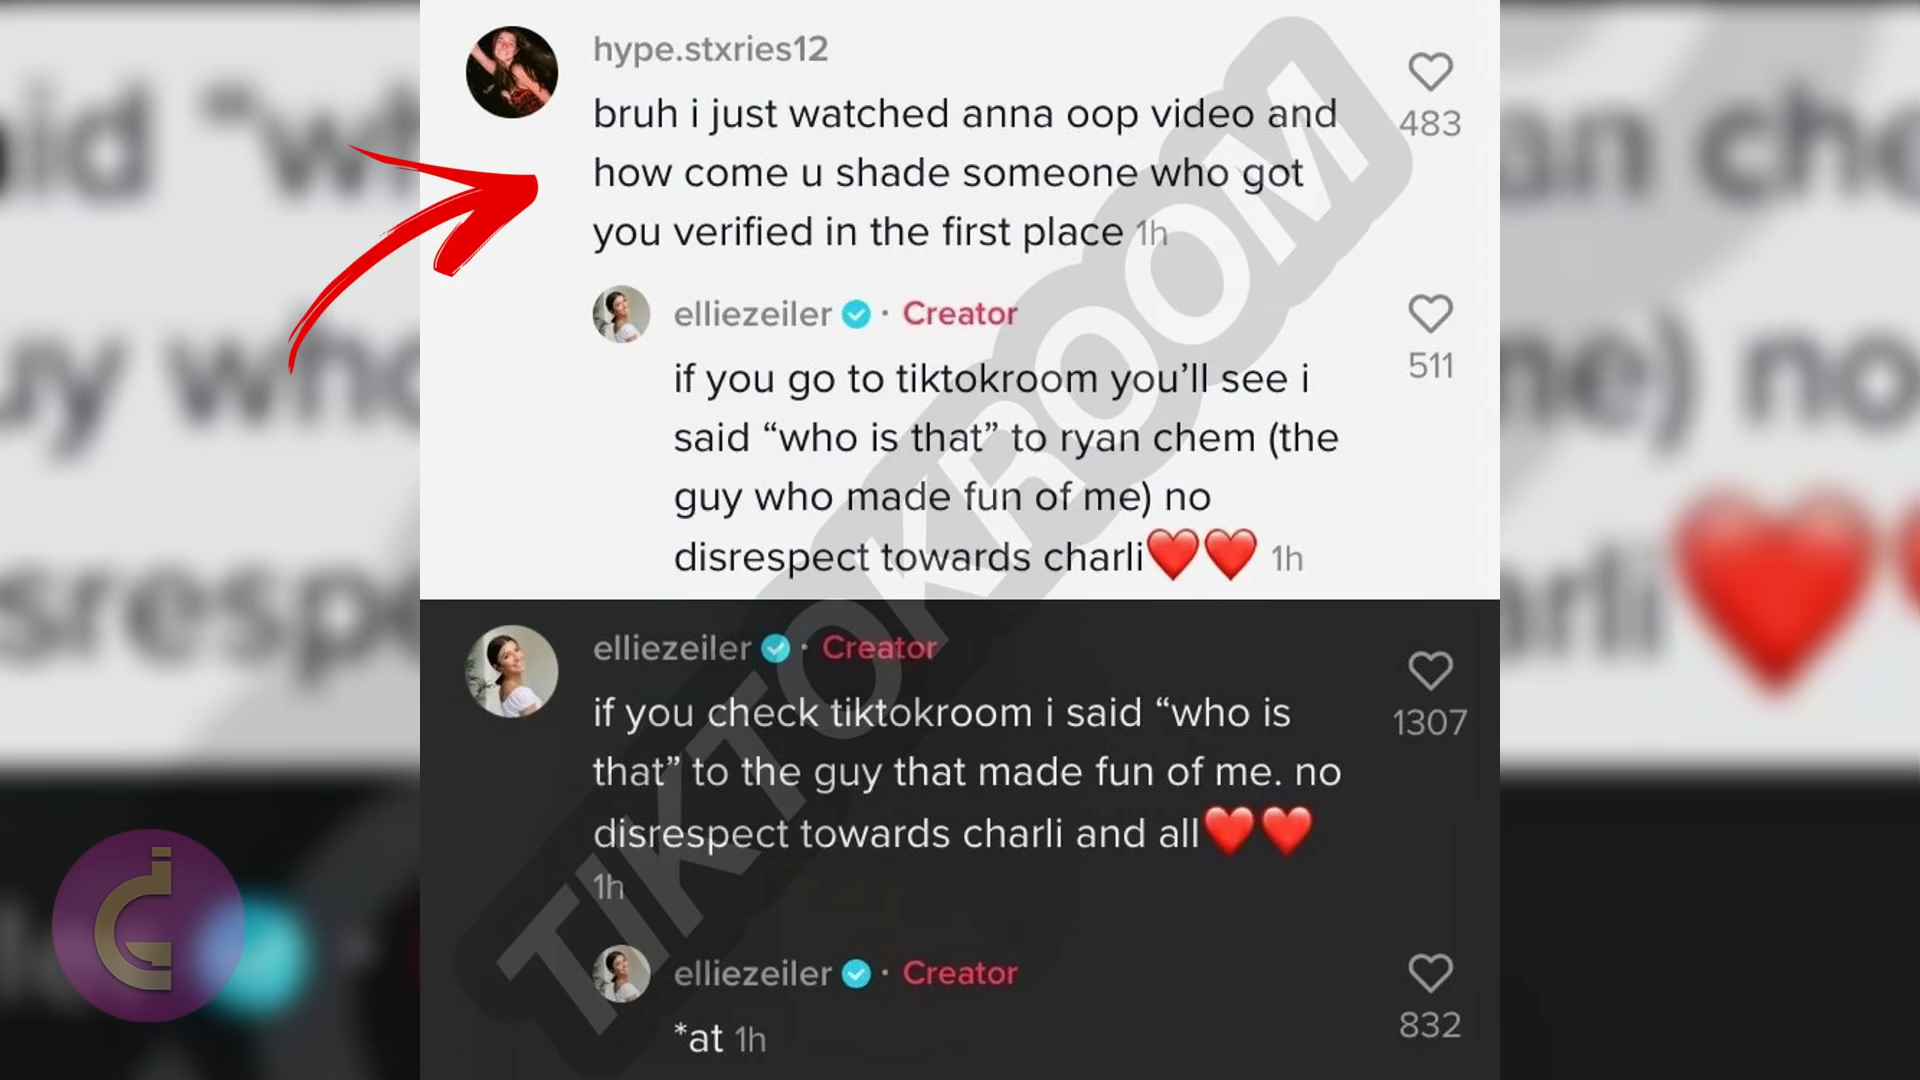 hype.stxries12
bruh i just watched anna oop video and
how come u shade someone who got
you verified in the first place 1h
483
elliezeiler · Creator
if you go to tiktokroom you’ll see i
said “who is that” to ryan chem (the
guy who made fun of me) no
disrespect towards charli❤️❤️ 1h
511
elliezeiler · Creator
if you check tiktokroom i said “who is
that” to the guy that made fun of me. no
disrespect towards charli and all❤️❤️
1h
1307
elliezeiler · Creator
*at 1h
832
TIKTOKROOM